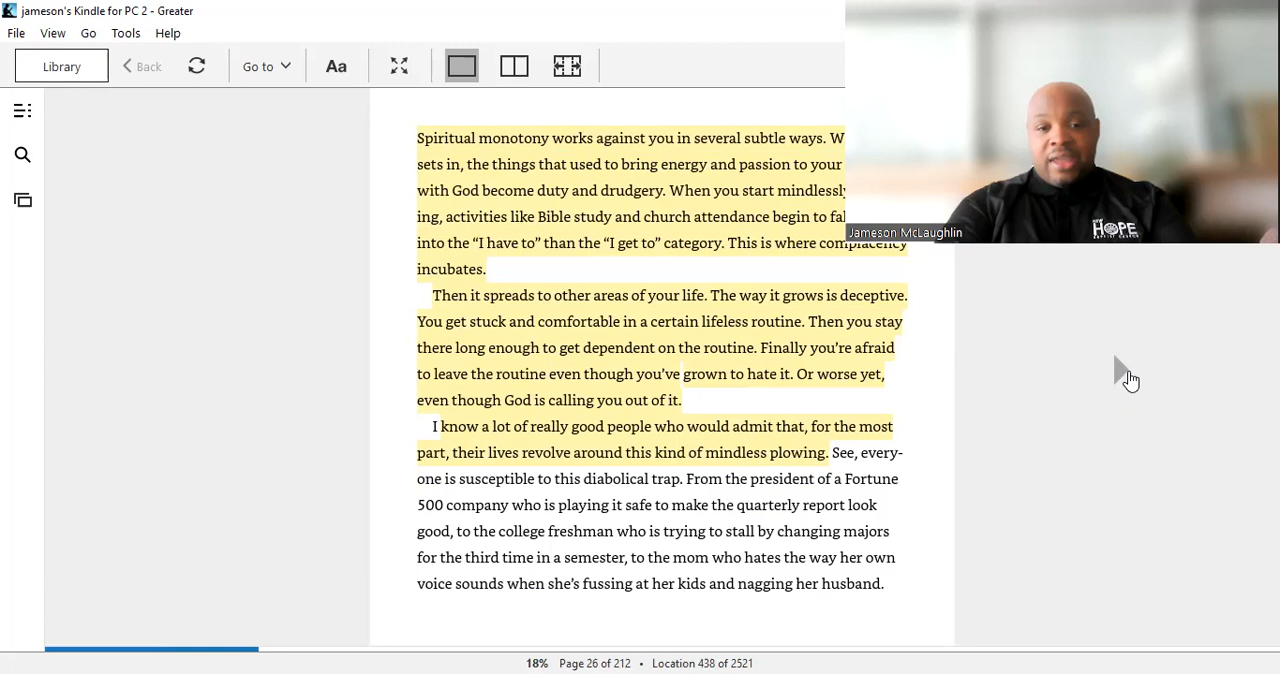 jameson's Kindle for PC 2 - Greater
File View Go Tools Help
Library Back Go to Aa
Spiritual monotony works against you in several subtle ways. W
sets in, the things that used to bring energy and passion to your
with God become duty and drudgery. When you start mindlessly
ing, activities like Bible study and church attendance begin to fal
into the “I have to” than the “I get to” category. This is where complacency
incubates.
Then it spreads to other areas of your life. The way it grows is deceptive.
You get stuck and comfortable in a certain lifeless routine. Then you stay
there long enough to get dependent on the routine. Finally you’re afraid
to leave the routine even though you’ve grown to hate it. Or worse yet,
even though God is calling you out of it.
I know a lot of really good people who would admit that, for the most
part, their lives revolve around this kind of mindless plowing. See, every-
one is susceptible to this diabolical trap. From the president of a Fortune
500 company who is playing it safe to make the quarterly report look
good, to the college freshman who is trying to stall by changing majors
for the third time in a semester, to the mom who hates the way her own
voice sounds when she’s fussing at her kids and nagging her husband.
HOPE
Jameson McLaughlin
18% Page 26 of 212 • Location 438 of 2521